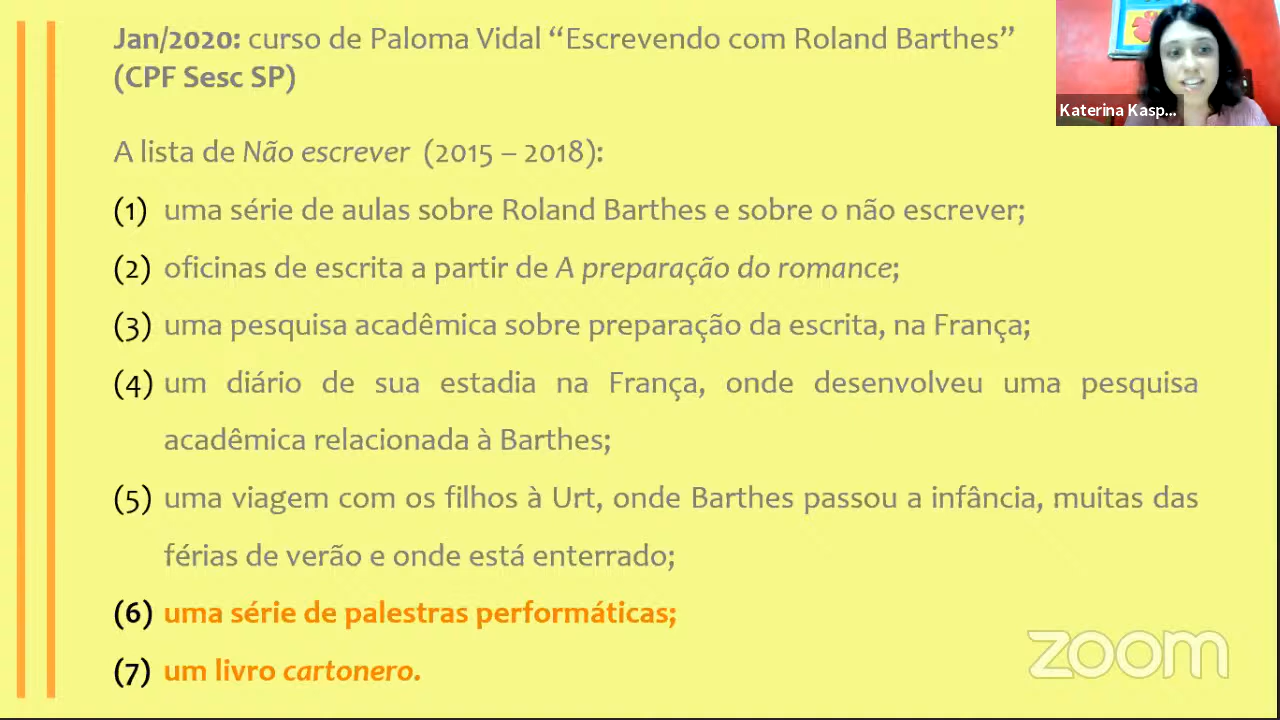 Jan/2020: curso de Paloma Vidal “Escrevendo com Roland Barthes”
(CPF Sesc SP)
Katerina Kasp...
A lista de Não escrever (2015 – 2018):
(1) uma série de aulas sobre Roland Barthes e sobre o não escrever;
(2) oficinas de escrita a partir de A preparação do romance;
(3) uma pesquisa acadêmica sobre preparação da escrita, na França;
(4) um diário de sua estadia na França, onde desenvolveu uma pesquisa
acadêmica relacionada à Barthes;
(5) uma viagem com os filhos à Urt, onde Barthes passou a infância, muitas das
férias de verão e onde está enterrado;
(6) uma série de palestras performáticas;
(7) um livro cartonero.
zoom